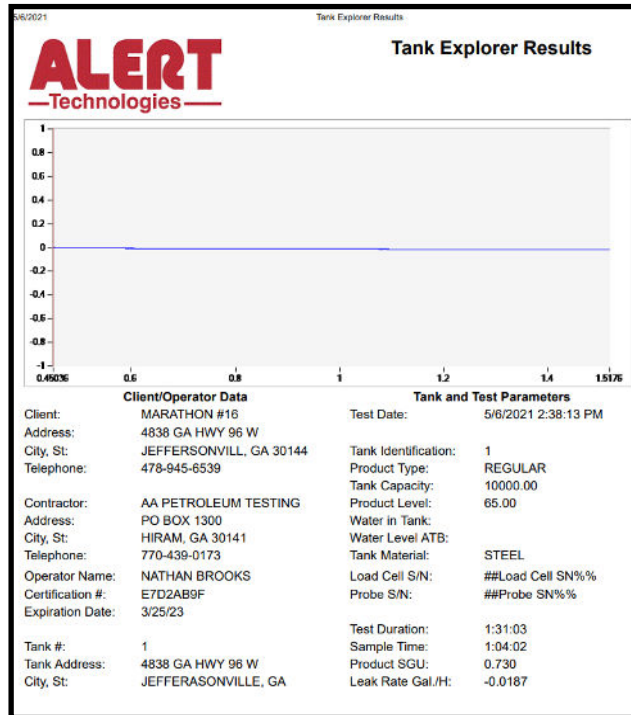 5/6/2021 Tank Explorer Results
ALERT
Technologies
Tank Explorer Results
1
0.8
0.6
0.4
0.2
0
-0.2
-0.4
-0.6
-0.8
-1
0.45036 0.6 0.8 1 1.2 1.4 1.5176
Client/Operator Data Tank and Test Parameters
Client: MARATHON #16 Test Date: 5/6/2021 2:38:13 PM
Address: 4838 GA HWY 96 W
City, St: JEFFERSONVILL, GA 30144 Tank Identification: 1
Telephone: 478-945-6539 Product Type: REGULAR
Tank Capacity: 10000.00
Contractor: AA PETROLEUM TESTING Product Level: 65.00
Address: PO BOX 1300 Water in Tank:
City, St: HIRAM, GA 30141 Water Level ATB:
Telephone: 770-439-0173 Tank Material: STEEL
Operator Name: NATHAN BROOKS Load Cell S/N: ##Load Cell SN%%
Certification #: E7D2AB9F Probe S/N: ##Probe SN%%
Expiration Date: 3/25/23
Test Duration: 1:31:03
Tank #: 1 Sample Time: 1:04:02
Tank Address: 4838 GA HWY 96 W Product SGU: 0.730
City, St: JEFFERASONVILLE, GA Leak Rate Gal./H: -0.0187